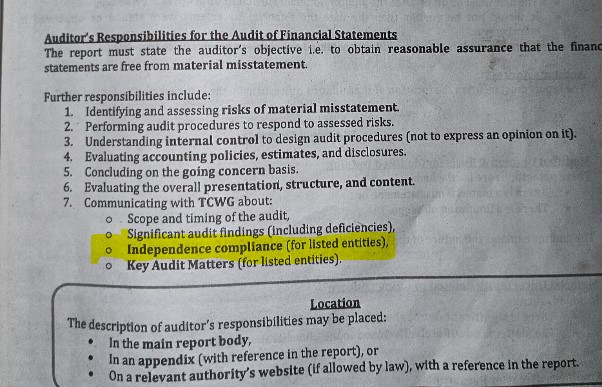 Auditor's Responsibilities for the Audit of Financial Statements
The report must state the auditor's objective i.e. to obtain reasonable assurance that the financ
statements are free from material misstatement.
Further responsibilities include:
1. Identifying and assessing risks of material misstatement.
2. Performing audit procedures to respond to assessed risks.
3. Understanding internal control to design audit procedures (not to express an opinion on it).
4. Evaluating accounting policies, estimates, and disclosures.
5. Concluding on the going concern basis.
6. Evaluating the overall presentation, structure, and content.
7. Communicating with TCWG about:
o Scope and timing of the audit,
o Significant audit findings (including deficiencies),
o Independence compliance (for listed entities),
o Key Audit Matters (for listed entities).
Location
The description of auditor's responsibilities may be placed:
• In the main report body,
• In an appendix (with reference in the report), or
• On a relevant authority's website (if allowed by law), with a reference in the report.